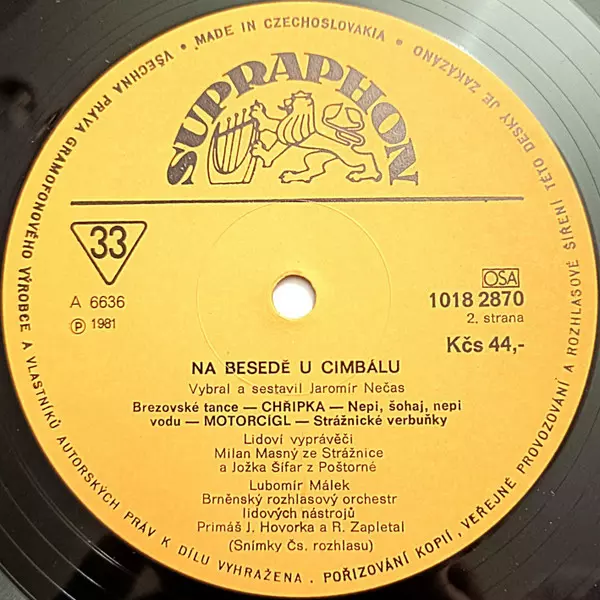 • MADE IN CZECHOSLOVAKIA •
VŠECHNA PRÁVA GRAMOFONOVÉHO VÝROBCE A VLASTNÍKŮ AUTORSKÝCH PRÁV K DÍLU VYHRAŽENA . POŘIZOVÁNÍ KOPIÍ, VEŘEJNÉ PROVOZOVÁNÍ A ROZHLASOVÉ ŠÍŘENÍ TÉTO DESKY JE ZAKÁZÁNO
SUPRAPHON
33
A 6636
Ⓟ 1981
OSA
1018 2870
2. strana
Kčs 44,-
NA BESEDĚ U CIMBÁLU
Vybral a sestavil Jaromír Nečas
Brezovské tance — CHŘIPKA — Nepi, šohaj, nepi
vodu — MOTORCÍGL — Strážnické verbuňky
Lidoví vyprávěči
Milan Masný ze Strážnice
a Jožka Šífar z Poštorné
Lubomír Málek
Brněnský rozhlasový orchestr
lidových nástrojů
Primáš J. Hovorka a R. Zapletal
(Snímky Čs. rozhlasu)